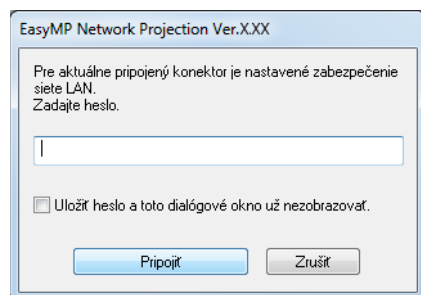 EasyMP Network Projection Ver.X.XX
Pre aktuálne pripojený konektor je nastavené zabezpečenie
siete LAN.
Zadajte heslo.
Uložiť heslo a toto dialógové okno už nezobrazovať.
Pripojiť
Zrušiť